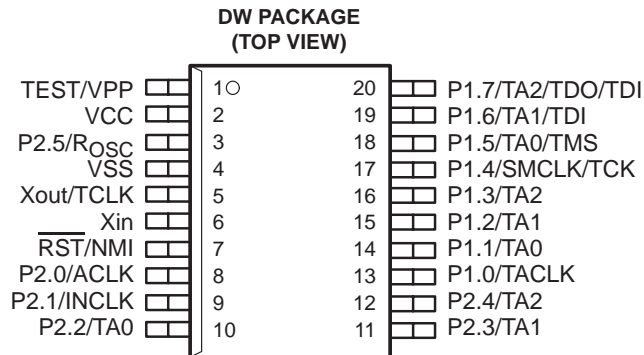 DW PACKAGE
(TOP VIEW)
TEST/VPP 1 20 P1.7/TA2/TDO/TDI
VCC 2 19 P1.6/TA1/TDI
P2.5/ROSC 3 18 P1.5/TA0/TMS
VSS 4 17 P1.4/SMCLK/TCK
Xout/TCLK 5 16 P1.3/TA2
Xin 6 15 P1.2/TA1
RST/NMI 7 14 P1.1/TA0
P2.0/ACLK 8 13 P1.0/TACLK
P2.1/INCLK 9 12 P2.4/TA2
P2.2/TA0 10 11 P2.3/TA1